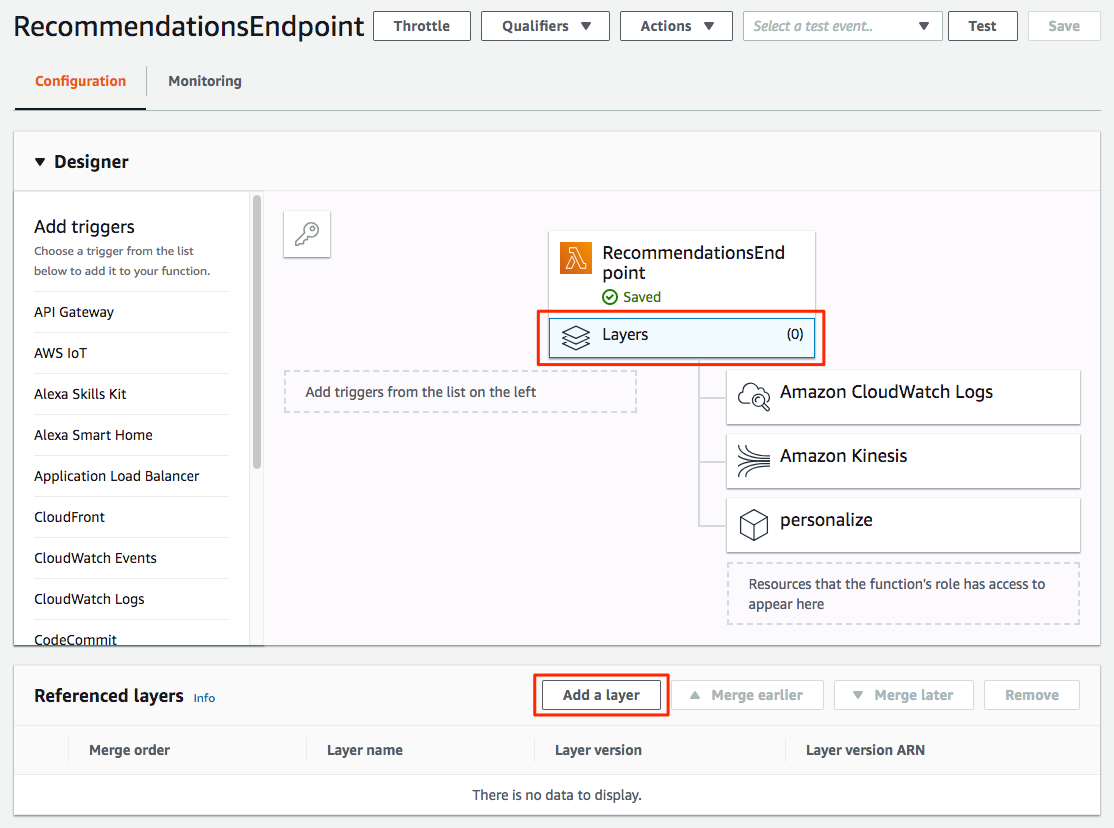 RecommendationsEndpoint
Throttle
Qualifiers
Actions
Select a test event..
Test
Save
Configuration
Monitoring
Designer
Add triggers
Choose a trigger from the list
below to add it to your function.
API Gateway
AWS IoT
Alexa Skills Kit
Alexa Smart Home
Application Load Balancer
CloudFront
CloudWatch Events
CloudWatch Logs
CodeCommit
RecommendationsEnd
point
Saved
Layers (0)
Add triggers from the list on the left
Amazon CloudWatch Logs
Amazon Kinesis
personalize
Resources that the function's role has access to
appear here
Referenced layers Info
Add a layer
Merge earlier
Merge later
Remove
Merge order
Layer name
Layer version
Layer version ARN
There is no data to display.